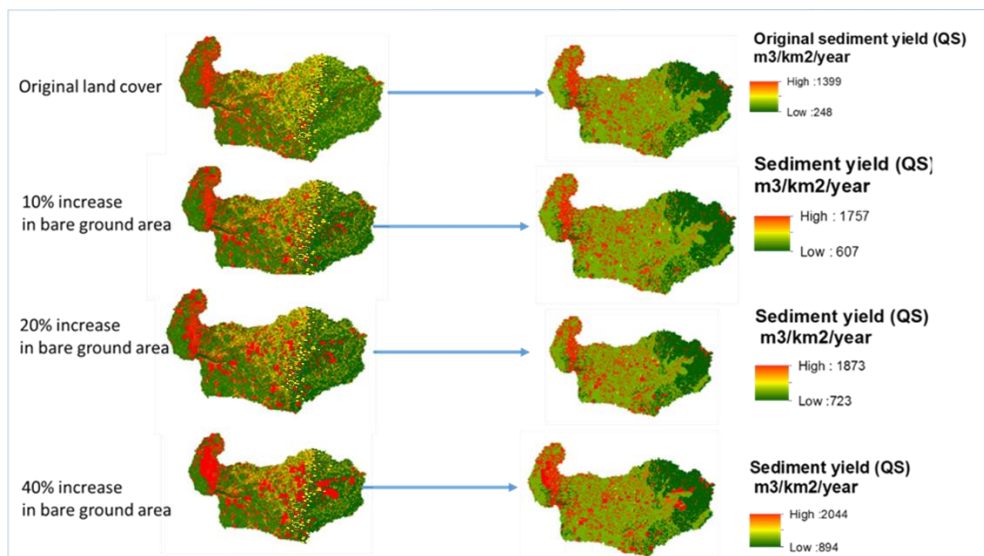 Original land cover
Original sediment yield (QS)
m3/km2/year
High :1399
Low :248
10% increase
in bare ground area
Sediment yield (QS)
m3/km2/year
High : 1757
Low : 607
20% increase
in bare ground area
Sediment yield (QS)
m3/km2/year
High : 1873
Low :723
40% increase
in bare ground area
Sediment yield (QS)
m3/km2/year
High :2044
Low :894